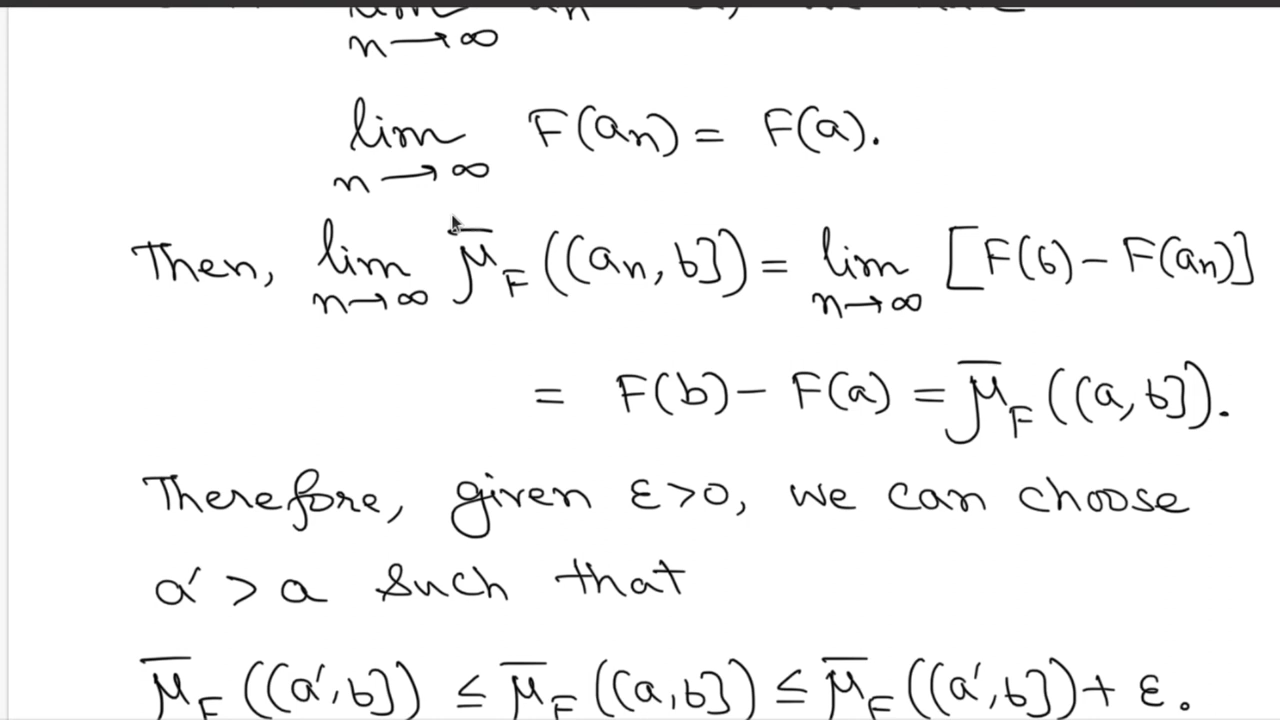 n→∞
lim F(aₙ) = F(a).
n→∞
Then, lim μ̅_F((aₙ, b]) = lim [F(b) − F(aₙ)]
n→∞ n→∞
= F(b) − F(a) = μ̅_F((a, b]).
Therefore, given ε>0, we can choose
a′ > a such that
μ̅_F((a′, b]) ≤ μ̅_F((a, b]) ≤ μ̅_F((a′, b]) + ε.